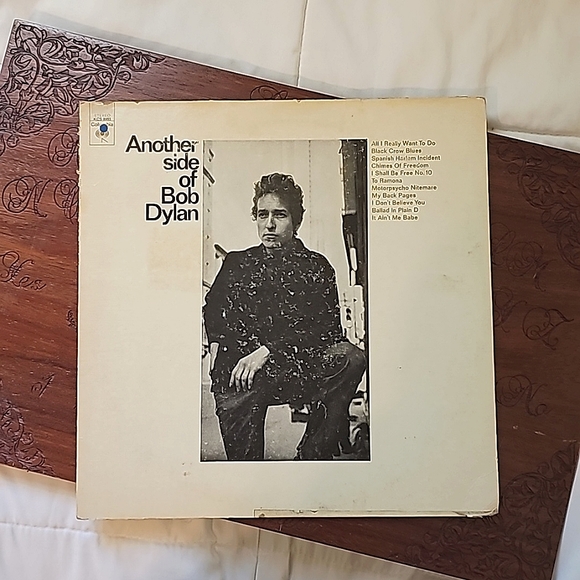 Another
side
of
Bob
Dylan
All I Really Want To Do
Black Crow Blues
Spanish Harlem Incident
Chimes Of Freedom
I Shall Be Free No. 10
To Ramona
Motorpsycho Nitemare
My Back Pages
I Don't Believe You
Ballad In Plain D
It Ain't Me Babe